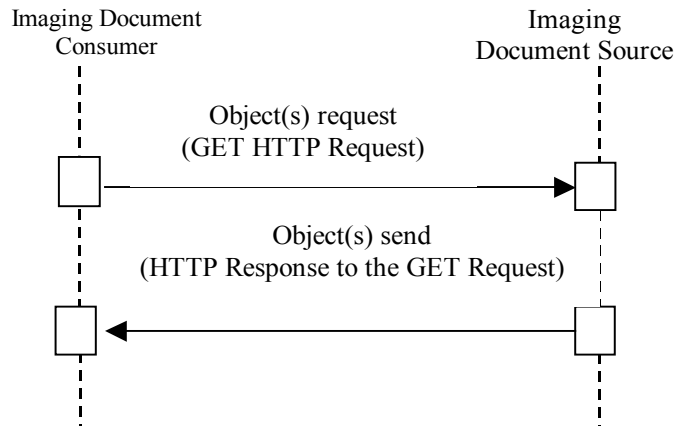 Imaging Document
Consumer
Imaging
Document Source
Object(s) request
(GET HTTP Request)
Object(s) send
(HTTP Response to the GET Request)